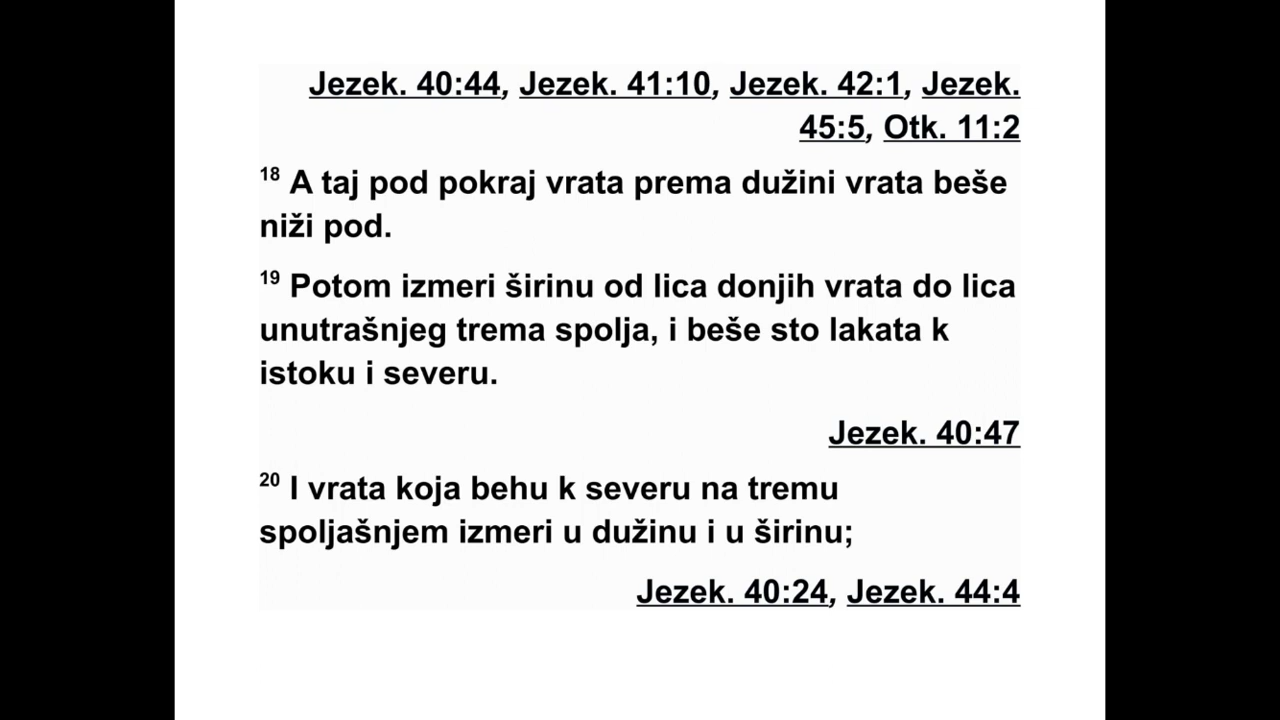 Jezek. 40:44, Jezek. 41:10, Jezek. 42:1, Jezek.
45:5, Otk. 11:2
18 A taj pod pokraj vrata prema dužini vrata beše
niži pod.
19 Potom izmeri širinu od lica donjih vrata do lica
unutrašnjeg trema spolja, i beše sto lakata k
istoku i severu.
Jezek. 40:47
20 I vrata koja behu k severu na tremu
spoljašnjem izmeri u dužinu i u širinu;
Jezek. 40:24, Jezek. 44:4